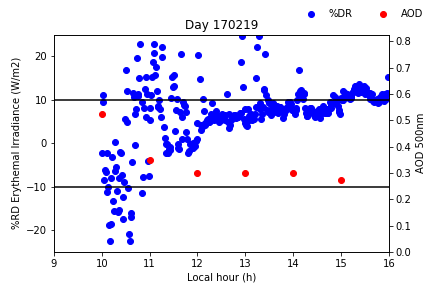 %DR AOD
Day 170219
%RD Erythemal Irradiance (W/m2)
20
10
0
−10
−20
AOD 500nm
0.8
0.7
0.6
0.5
0.4
0.3
0.2
0.1
0.0
9 10 11 12 13 14 15 16
Local hour (h)